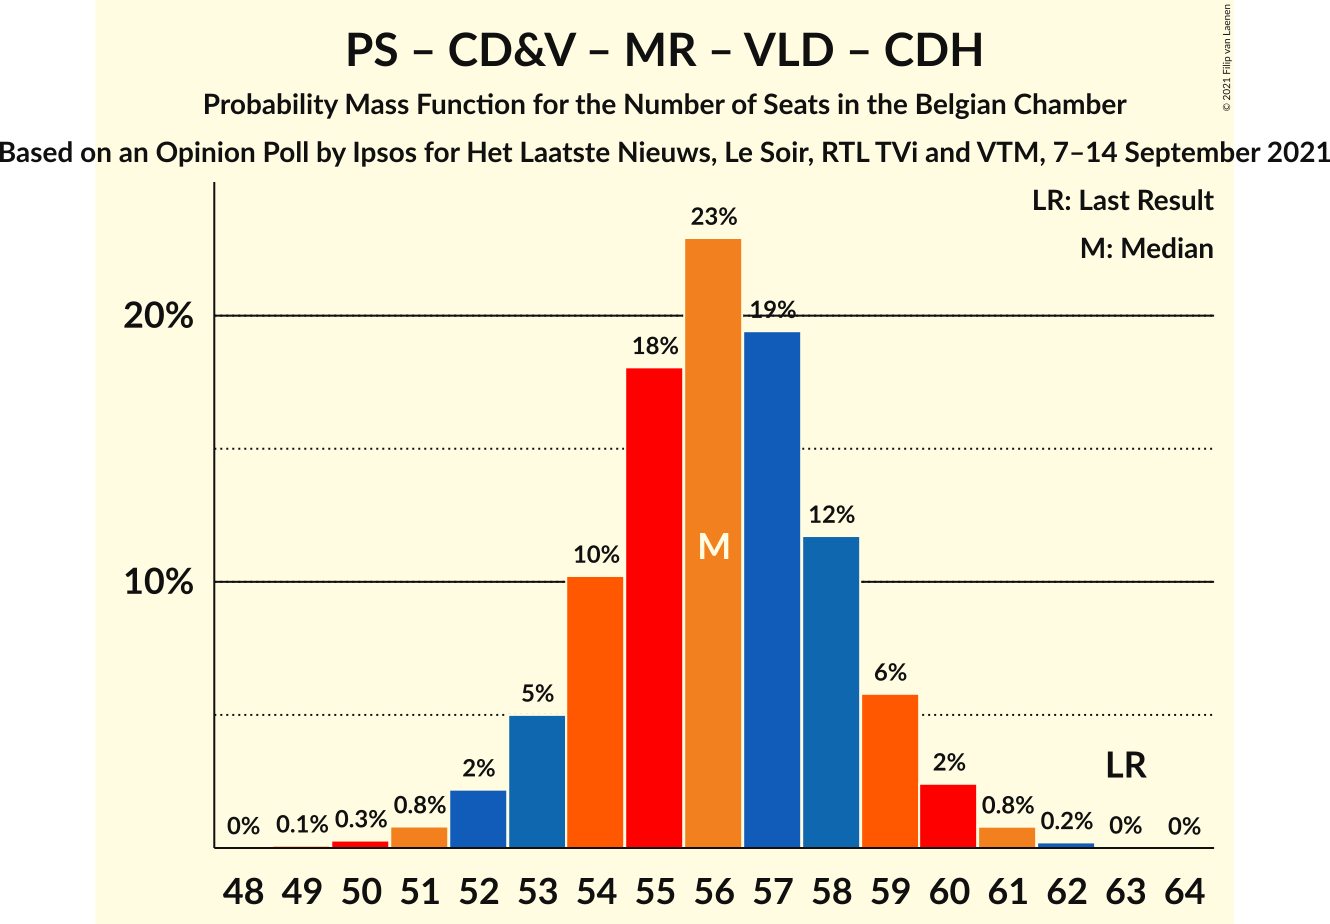 PS – CD&V – MR – VLD – CDH
Probability Mass Function for the Number of Seats in the Belgian Chamber
Based on an Opinion Poll by Ipsos for Het Laatste Nieuws, Le Soir, RTL TVi and VTM, 7–14 September 2021
© 2021 Filip van Laenen
LR: Last Result
M: Median
23%
20%
19%
18%
12%
10%
M
10%
6%
5%
2%
2%
LR
0%
0.1%
0.3%
0.8%
0.8%
0.2%
0%
0%
48 49 50 51 52 53 54 55 56 57 58 59 60 61 62 63 64